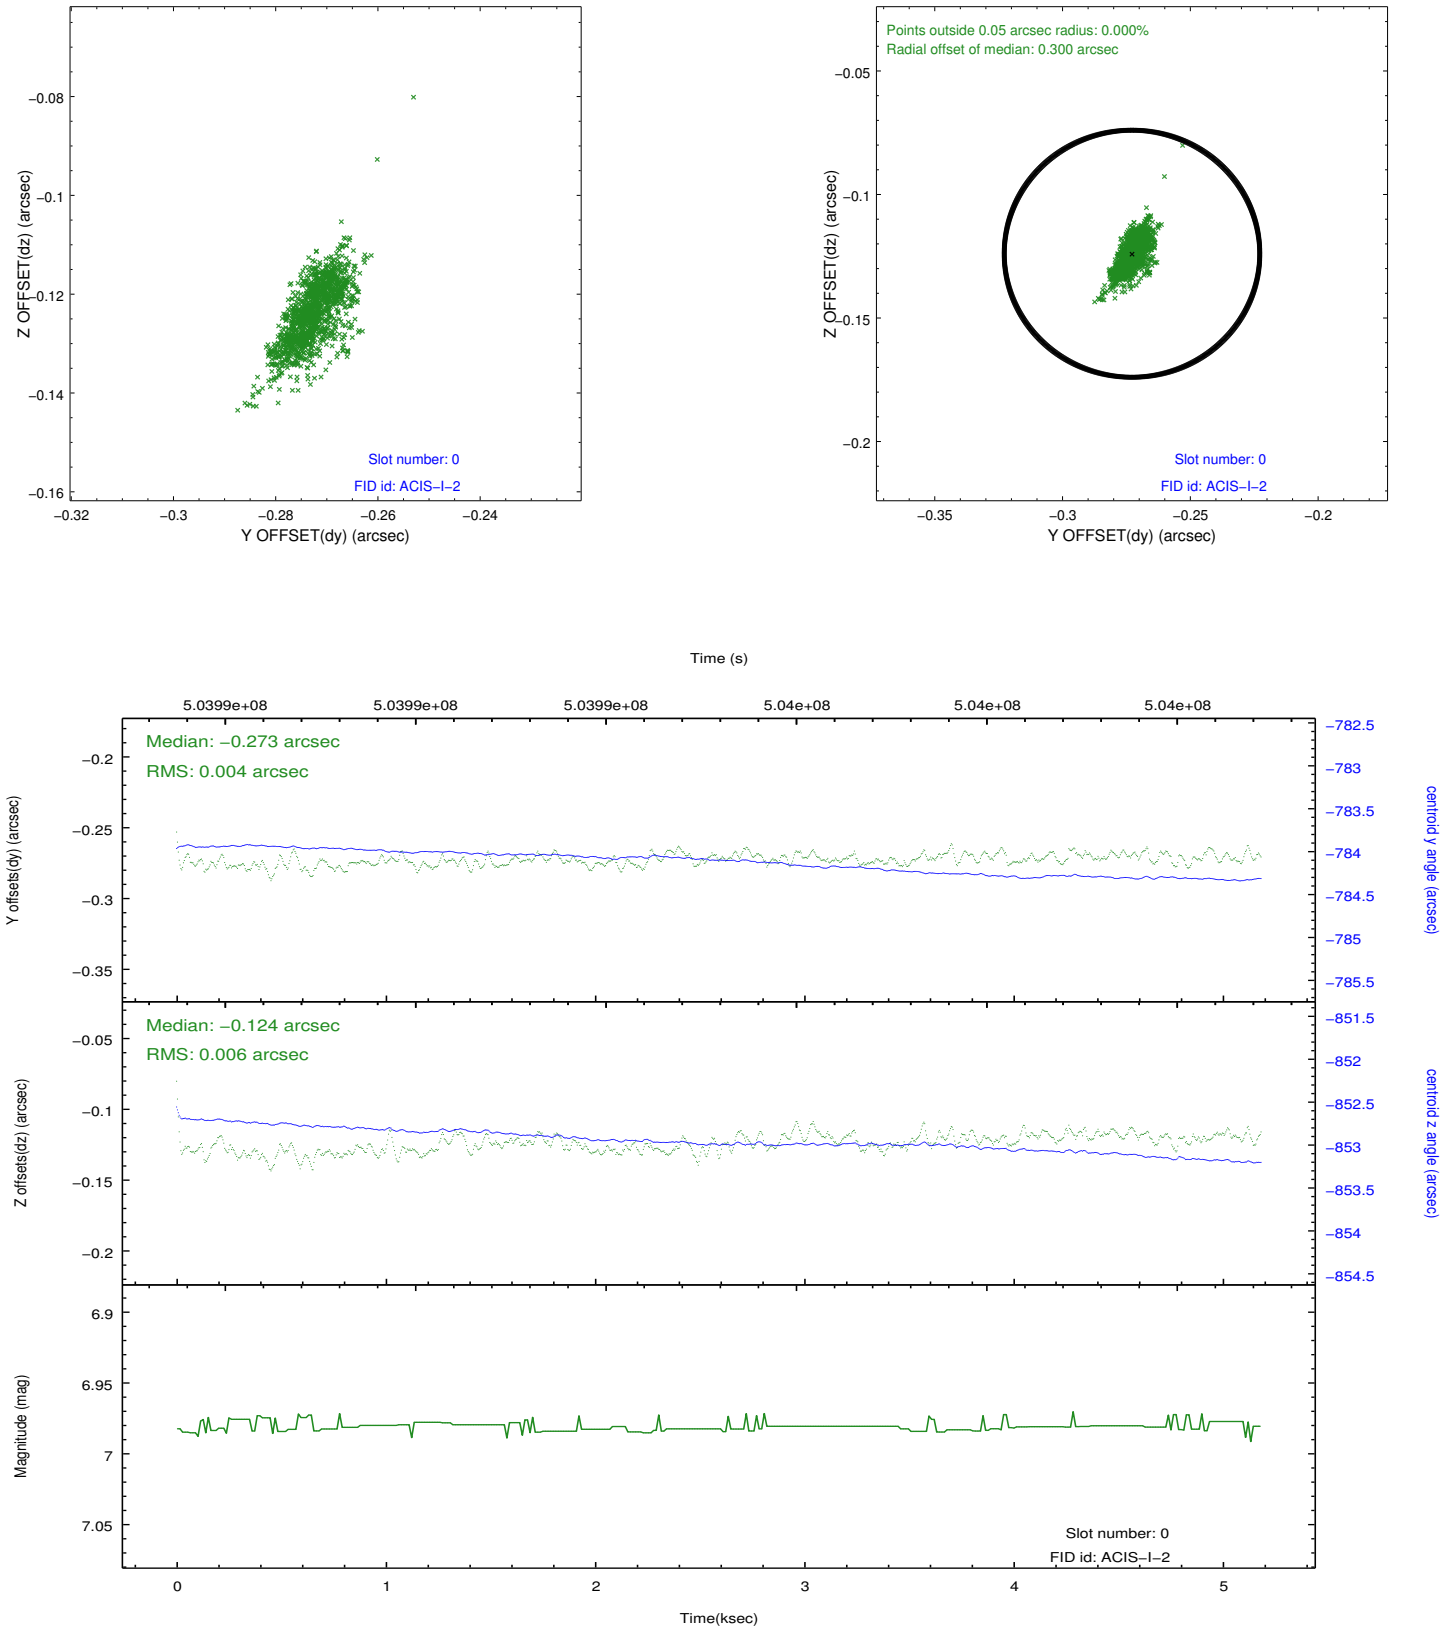 −0.08
−0.1
−0.12
−0.14
−0.16
−0.32
−0.3
−0.28
−0.26
−0.24
Z OFFSET(dz) (arcsec)
Y OFFSET(dy) (arcsec)
Slot number: 0
FID id: ACIS−I−2
Points outside 0.05 arcsec radius: 0.000%
Radial offset of median: 0.300 arcsec
−0.05
−0.1
−0.15
−0.2
−0.35
−0.3
−0.25
−0.2
Z OFFSET(dz) (arcsec)
Y OFFSET(dy) (arcsec)
Slot number: 0
FID id: ACIS−I−2
Time (s)
5.0399e+08
5.0399e+08
5.0399e+08
5.04e+08
5.04e+08
5.04e+08
Median: −0.273 arcsec
RMS: 0.004 arcsec
−0.2
−0.25
−0.3
−0.35
Y offsets(dy) (arcsec)
−782.5
−783
−783.5
−784
−784.5
−785
−785.5
centroid y angle (arcsec)
Median: −0.124 arcsec
RMS: 0.006 arcsec
−0.05
−0.1
−0.15
−0.2
Z offsets(dz) (arcsec)
−851.5
−852
−852.5
−853
−853.5
−854
−854.5
centroid z angle (arcsec)
6.9
6.95
7
7.05
Magnitude (mag)
Slot number: 0
FID id: ACIS−I−2
0
1
2
3
4
5
Time(ksec)